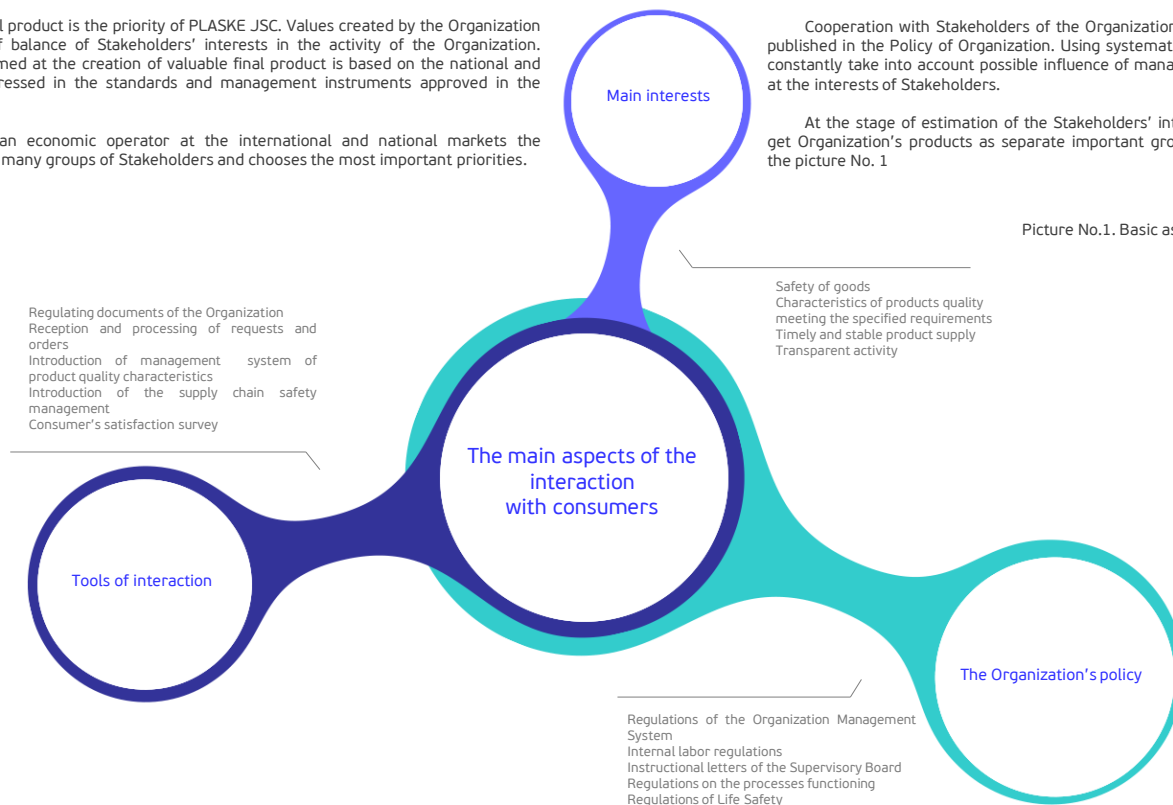 l product is the priority of PLASKE JSC. Values created by the Organization
f balance of Stakeholders’ interests in the activity of the Organization.
med at the creation of valuable final product is based on the national and
ressed in the standards and management instruments approved in the
an economic operator at the international and national markets the
many groups of Stakeholders and chooses the most important priorities.
Main interests
Cooperation with Stakeholders of the Organization
published in the Policy of Organization. Using systemat
constantly take into account possible influence of mana
at the interests of Stakeholders.
At the stage of estimation of the Stakeholders’ inf
get Organization’s products as separate important gro
the picture No. 1
Picture No.1. Basic as
Safety of goods
Characteristics of products quality
meeting the specified requirements
Timely and stable product supply
Transparent activity
Regulating documents of the Organization
Reception and processing of requests and
orders
Introduction of management system of
product quality characteristics
Introduction of the supply chain safety
management
Consumer’s satisfaction survey
The main aspects of the
interaction
with consumers
Tools of interaction
The Organization’s policy
Regulations of the Organization Management
System
Internal labor regulations
Instructional letters of the Supervisory Board
Regulations on the processes functioning
Regulations of Life Safety